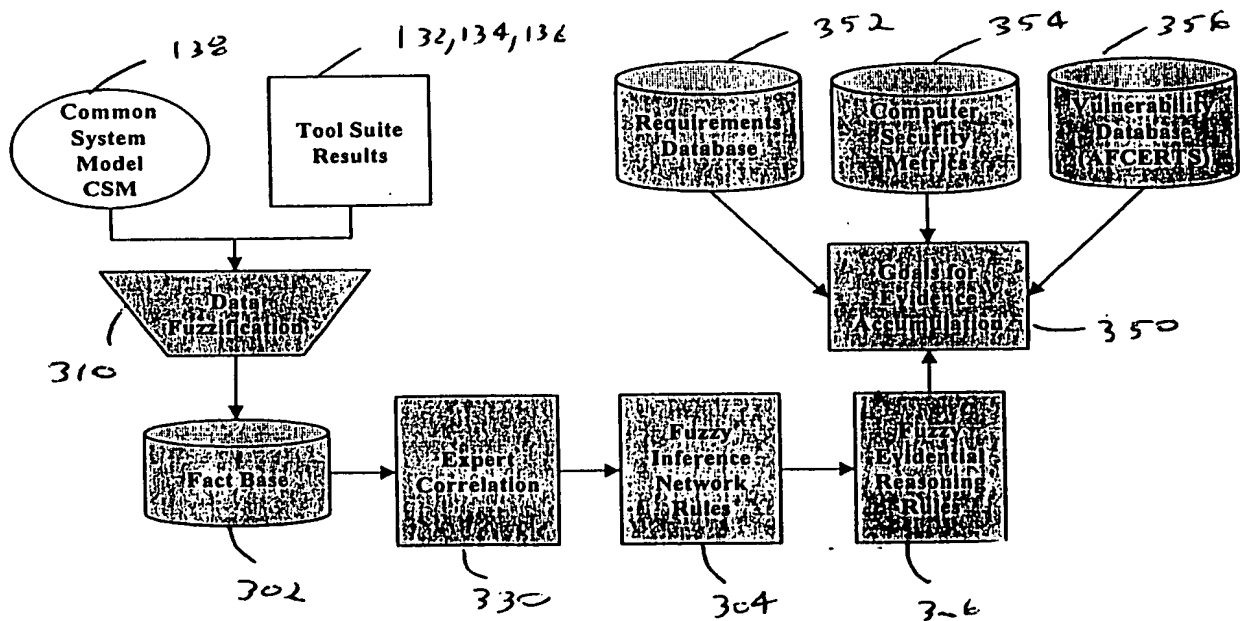 138
132,134,136
352
354
356
Common
System
Model
CSM
Tool Suite
Results
Requirements
Database
Computer
Security
Metrics
Vulnerability
Database
(AFCERTS)
Data
Fuzzification
310
Goals for
Evidence
Accumulation
350
Fact Base
302
Expert
Correlation
330
Fuzzy
Inference
Network
Rules
304
Fuzzy
Evidential
Reasoning
Rules
306